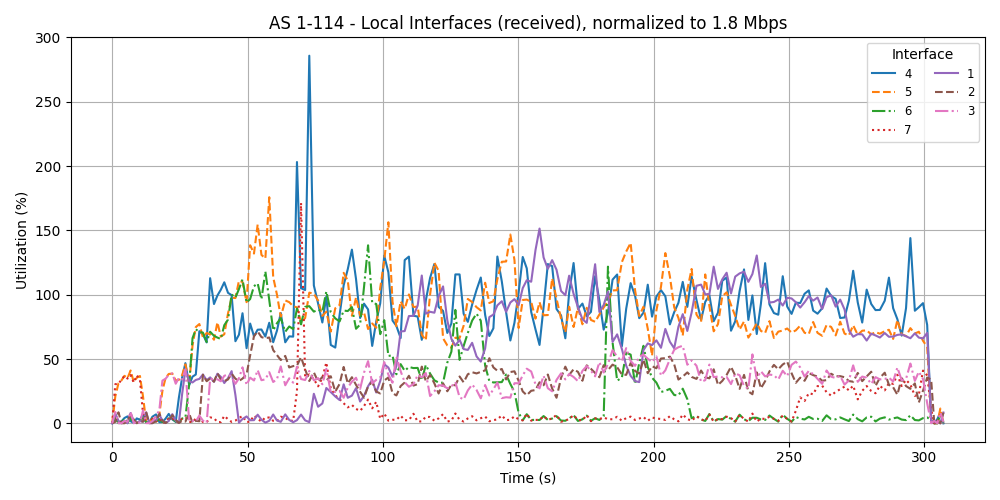 AS 1-114 - Local Interfaces (received), normalized to 1.8 Mbps
Utilization (%)
300
250
200
150
100
50
0
0 50 100 150 200 250 300
Time (s)
Interface
4 1
5 2
6 3
7